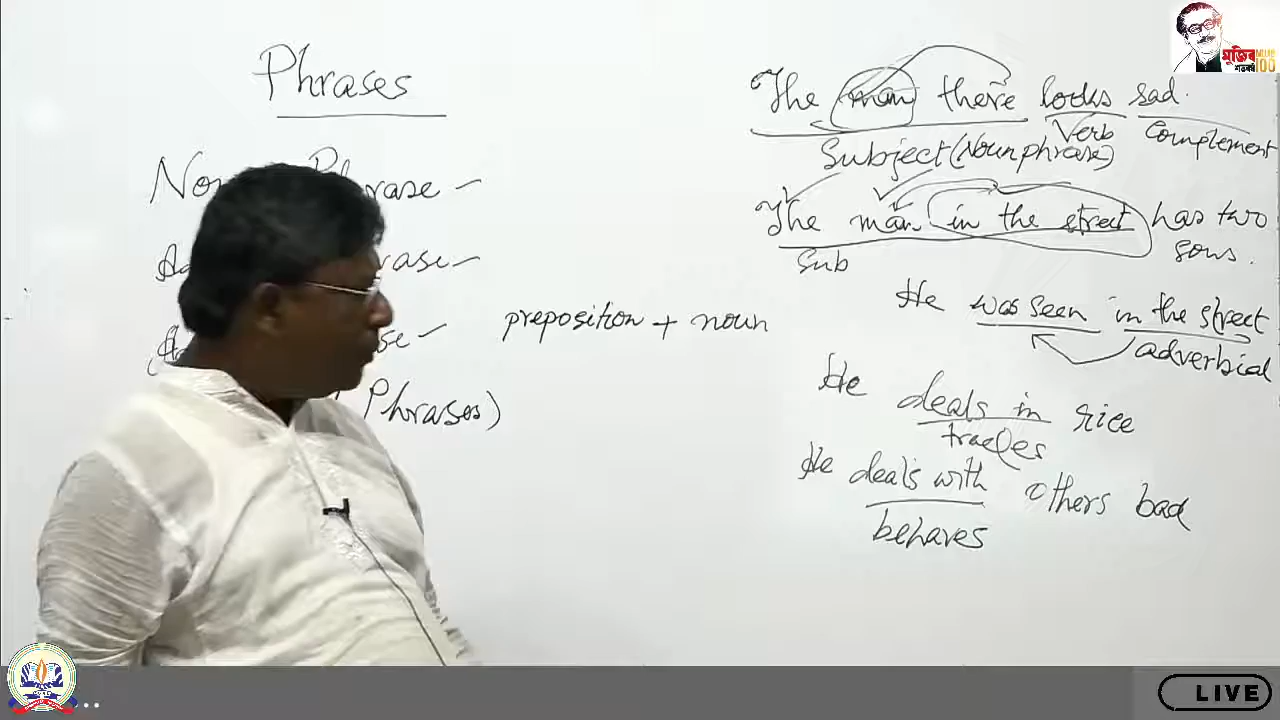 Phrases
Phrase –
rase –
se –
Phrases)
preposition + noun
The man there looks sad.
Verb
Complement
Subject (Noun phrase)
The man in the street has two
sons.
Sub
He was seen in the street
adverbial
He deals in rice
trades
He deals with others bad
behaves
মুজিব
শতবর্ষ
100
LIVE
...